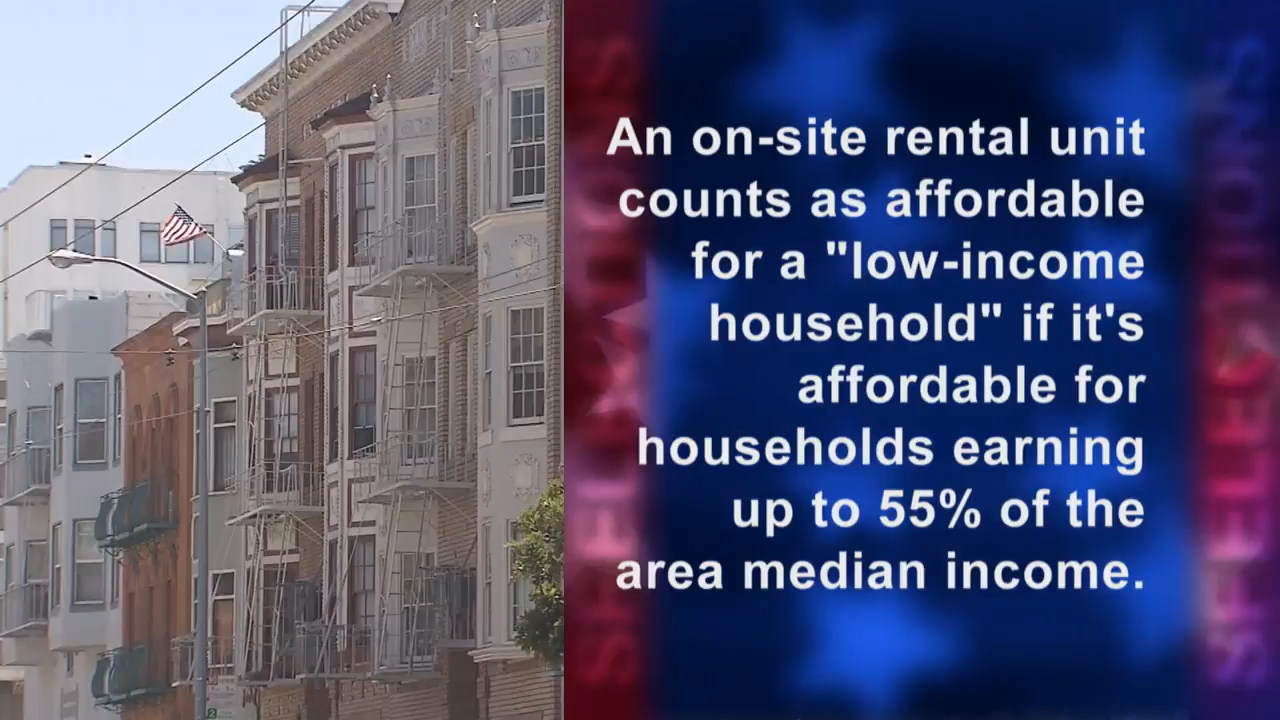 An on-site rental unit
counts as affordable
for a "low-income
household" if it's
affordable for
households earning
up to 55% of the
area median income.